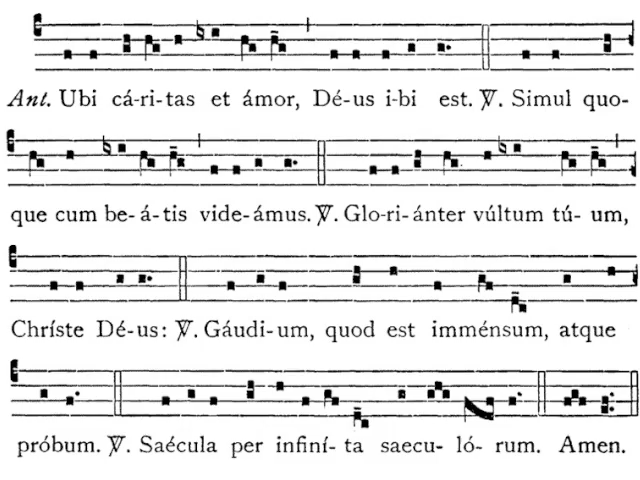 Ant. Ubi cá-ri-tas et ámor, Dé-us i-bi est. ℣. Simul quo-
que cum be-á-tis vide-ámus. ℣. Glo-ri-ánter vúltum tú-um,
Chríste Dé-us: ℣. Gáudi-um, quod est imménsum, atque
próbum. ℣. Saécula per infiní-ta saecu-ló-rum. Amen.